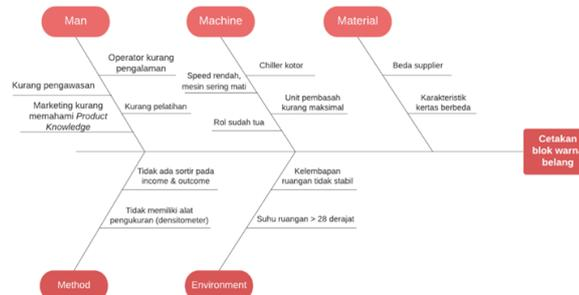 Man
Machine
Material
Operator kurang
pengalaman
Kurang pengawasan
Marketing kurang
memahami Product
Knowledge
Kurang pelatihan
Chiller kotor
Speed rendah,
mesin sering mati
Unit pembasah
kurang maksimal
Rol sudah tua
Beda supplier
Karakteristik
kertas berbeda
Cetakan
blok warna
belang
Tidak ada sortir pada
income & outcome
Tidak memiliki alat
pengukuran (densitometer)
Kelembapan
ruangan tidak stabil
Suhu ruangan > 28 derajat
Method
Environment